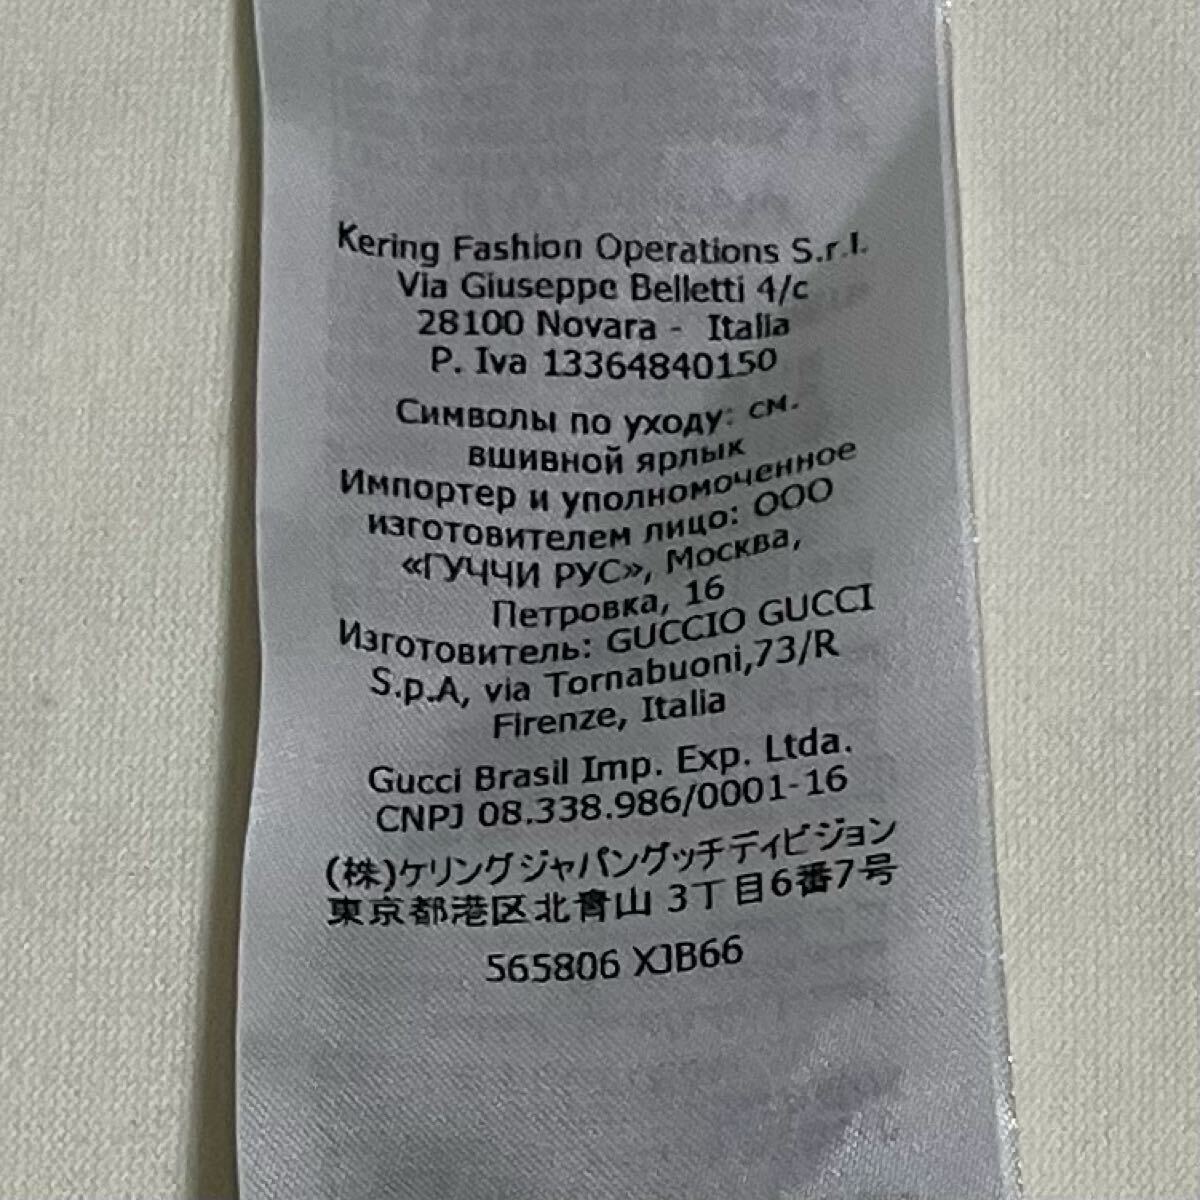 Kering Fashion Operations S.r.l.
Via Giuseppe Belletti 4/c
28100 Novara - Italia
P. Iva 13364840150
Символы по уходу: см.
вшивной ярлык
Импортер и уполномоченное
изготовителем лицо: ООО
«ГУЧЧИ РУС», Москва,
Петровка, 16
Изготовитель: GUCCIO GUCCI
S.p.A, via Tornabuoni,73/R
Firenze, Italia
Gucci Brasil Imp. Exp. Ltda.
CNPJ 08.338.986/0001-16
(株)ケリングジャパングッチディビジョン
東京都港区北青山 3丁目6番7号
565806 XJB66